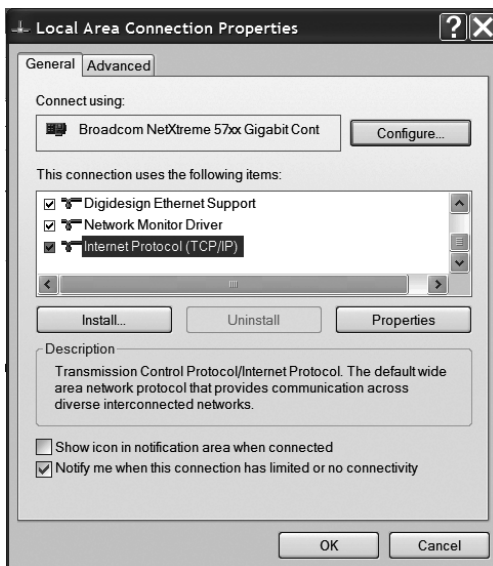 Local Area Connection Properties
General Advanced
Connect using:
Broadcom NetXtreme 57xx Gigabit Cont
Configure...
This connection uses the following items:
Digidesign Ethernet Support
Network Monitor Driver
Internet Protocol (TCP/IP)
Install... Uninstall Properties
Description
Transmission Control Protocol/Internet Protocol. The default wide
area network protocol that provides communication across
diverse interconnected networks.
Show icon in notification area when connected
Notify me when this connection has limited or no connectivity
OK Cancel